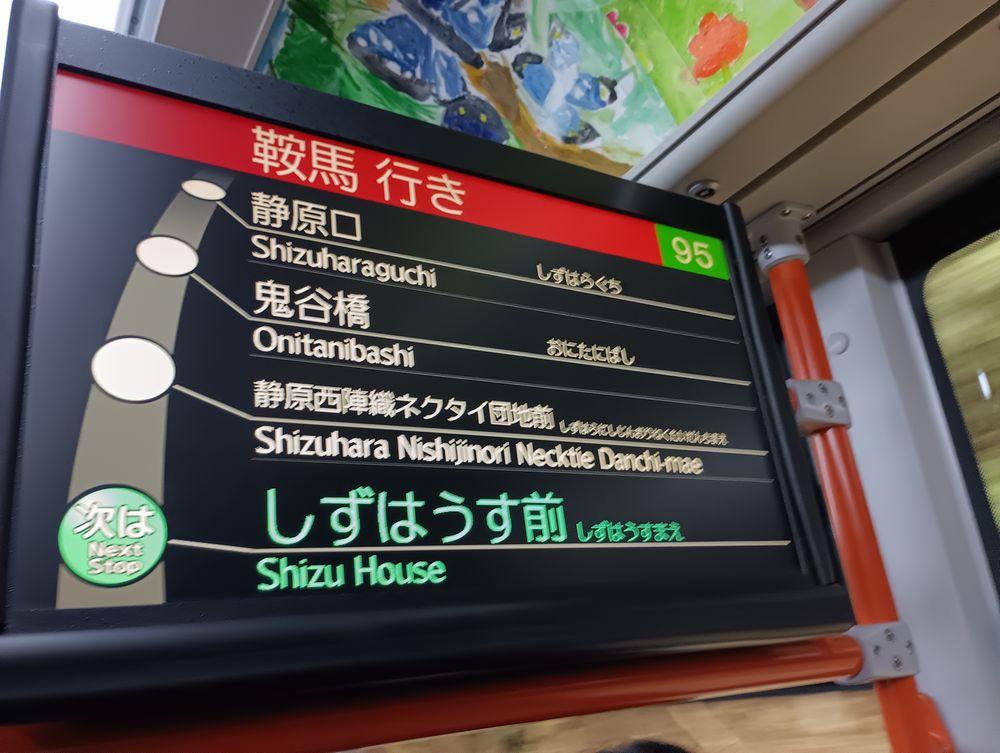 鞍馬 行き
95
静原口 しずはらぐち
Shizuharaguchi
鬼谷橋 おにたにばし
Onitanibashi
静原西陣織ネクタイ団地前
Shizuhara Nishijinori Necktie Danchi-mae
次は
Next
Stop
しずはうす前 しずはうすまえ
Shizu House